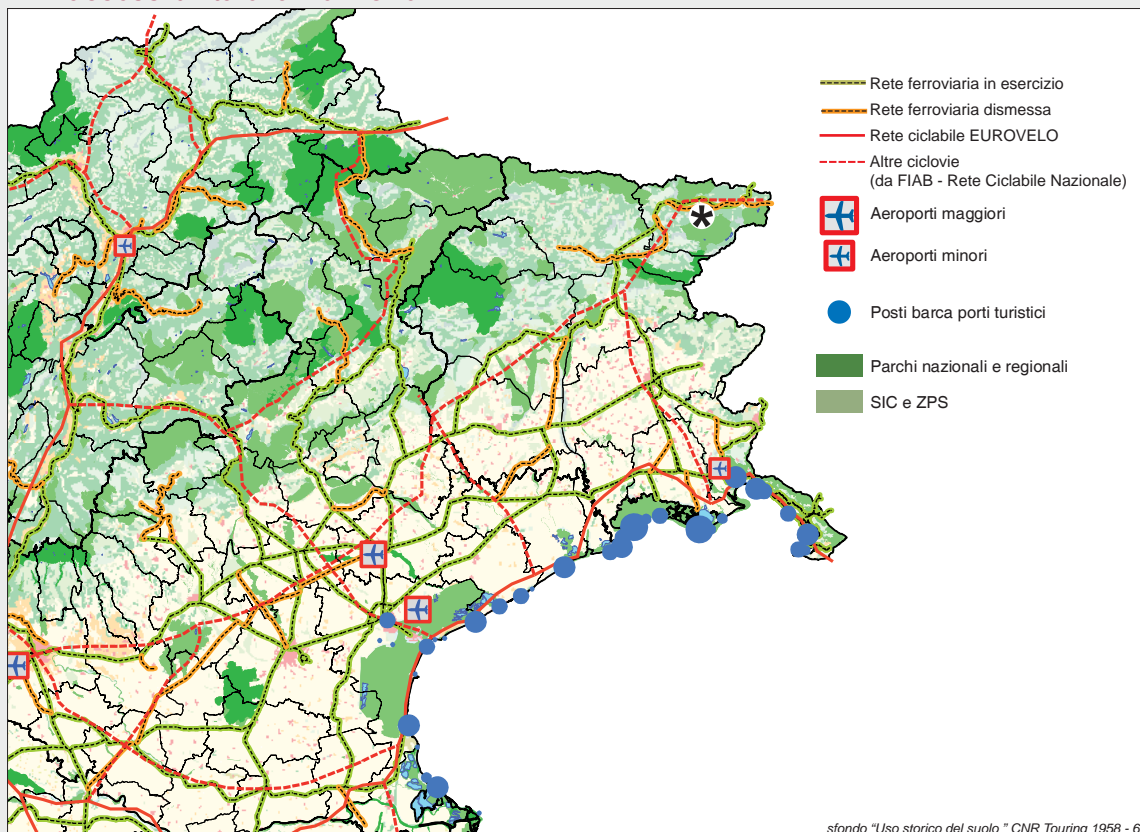 Rete ferroviaria in esercizio
Rete ferroviaria dismessa
Rete ciclabile EUROVELO
Altre ciclovie
(da FIAB - Rete Ciclabile Nazionale)
Aeroporti maggiori
Aeroporti minori
Posti barca porti turistici
Parchi nazionali e regionali
SIC e ZPS
*
sfondo "Uso storico del suolo " CNR Touring 1958 - 6